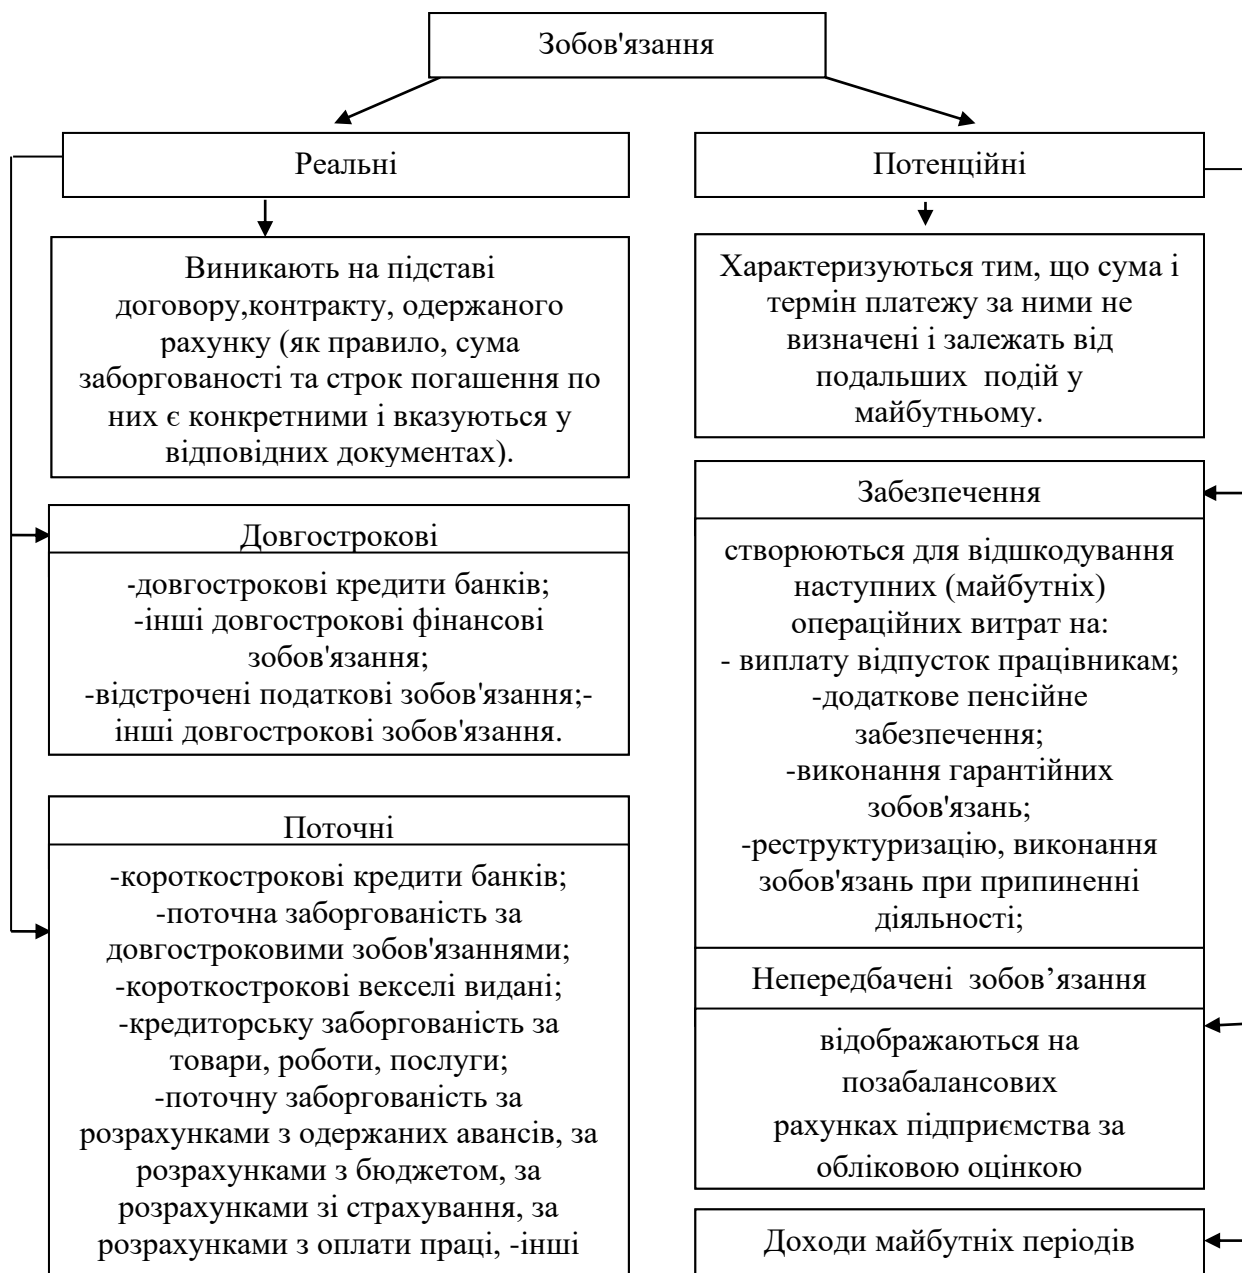 Зобов'язання
Реальні
Виникають на підставі
договору,контракту, одержаного
рахунку (як правило, сума
заборгованості та строк погашення по
них є конкретними і вказуються у
відповідних документах).
Довгострокові
-довгострокові кредити банків;
-інші довгострокові фінансові
зобов'язання;
-відстрочені податкові зобов'язання;-
інші довгострокові зобов'язання.
Поточні
-короткострокові кредити банків;
-поточна заборгованість за
довгостроковими зобов'язаннями;
-короткострокові векселі видані;
-кредиторську заборгованість за
товари, роботи, послуги;
-поточну заборгованість за
розрахунками з одержаних авансів, за
розрахунками з бюджетом, за
розрахунками зі страхування, за
розрахунками з оплати праці, -інші
Потенційні
Характеризуються тим, що сума і
термін платежу за ними не
визначені і залежать від
подальших подій у
майбутньому.
Забезпечення
створюються для відшкодування
наступних (майбутніх)
операційних витрат на:
- виплату відпусток працівникам;
-додаткове пенсійне
забезпечення;
-виконання гарантійних
зобов'язань;
-реструктуризацію, виконання
зобов'язань при припиненні
діяльності;
Непередбачені зобов’язання
відображаються на
позабалансових
рахунках підприємства за
обліковою оцінкою
Доходи майбутніх періодів